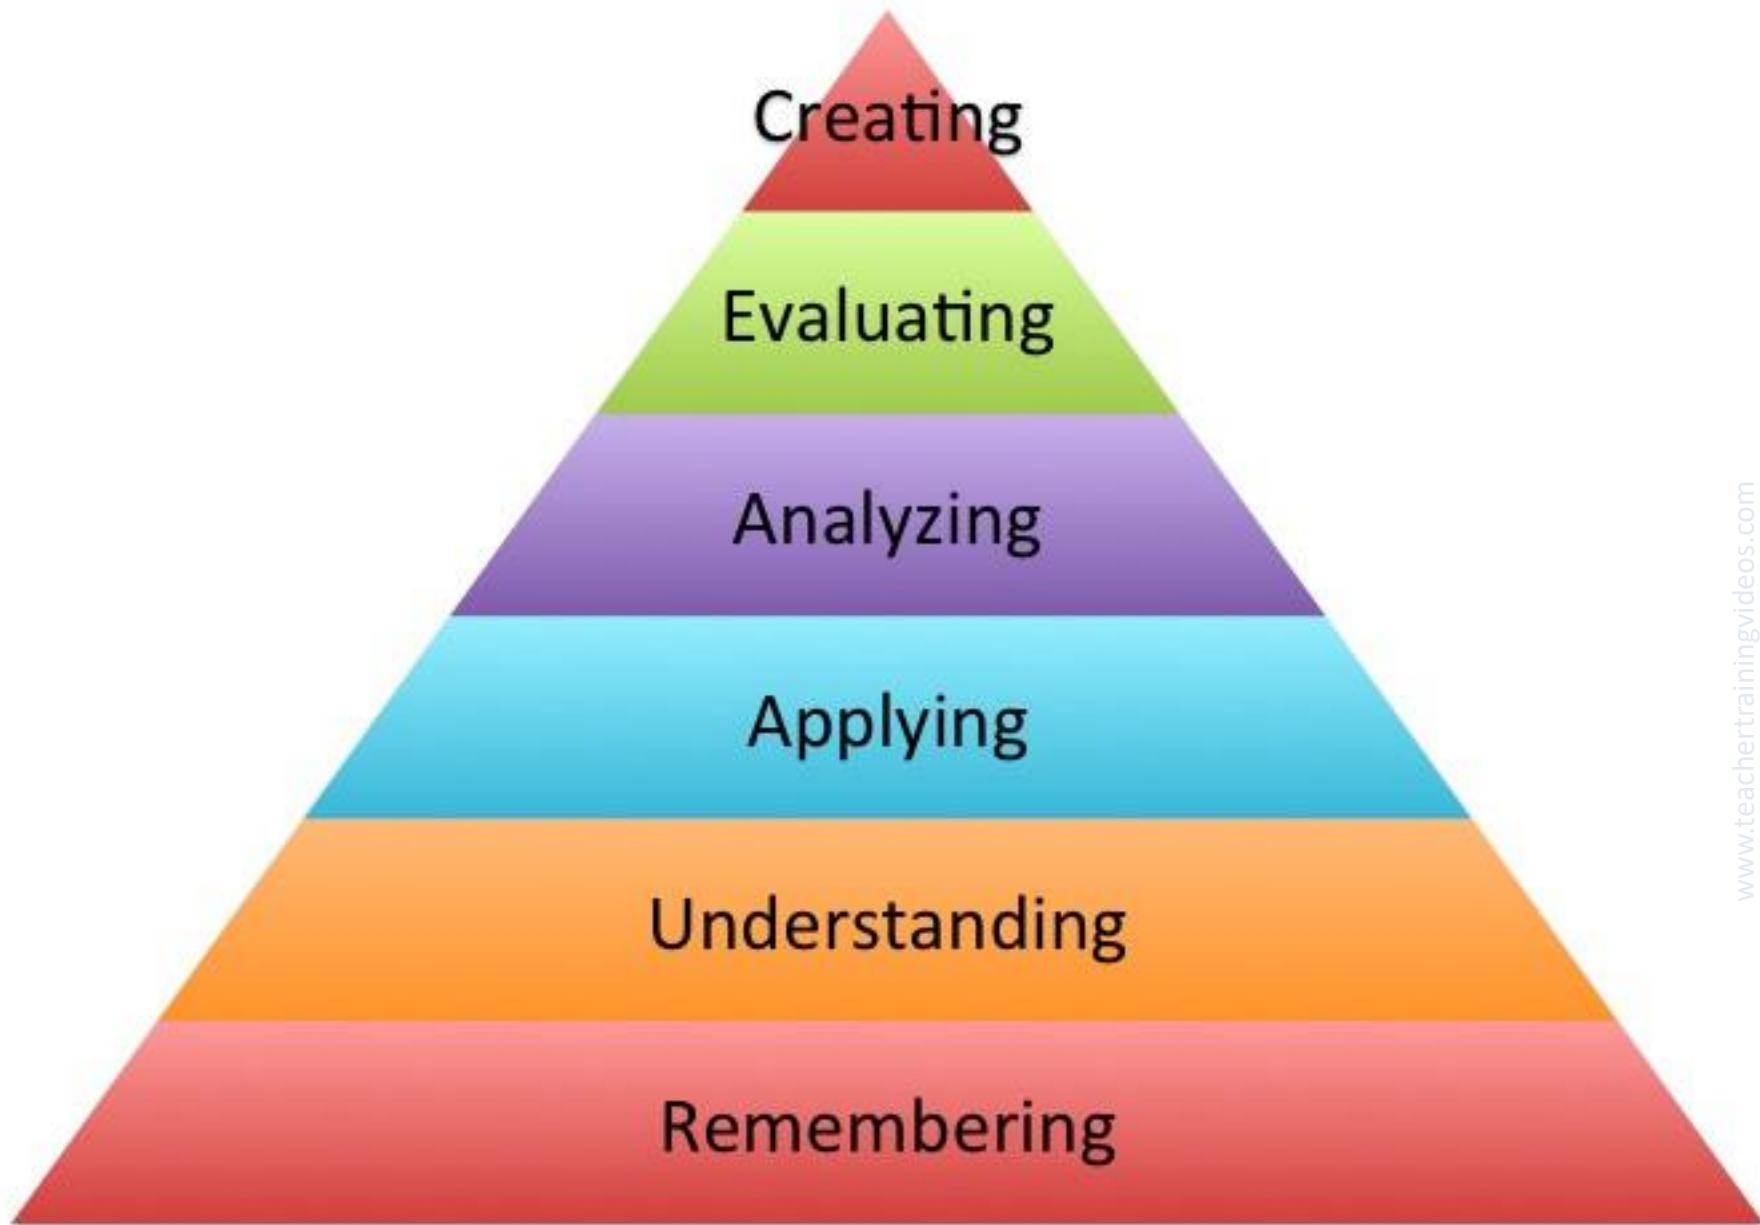 Creating
Evaluating
Analyzing
Applying
Understanding
Remembering
www.teachertrainingvideos.com